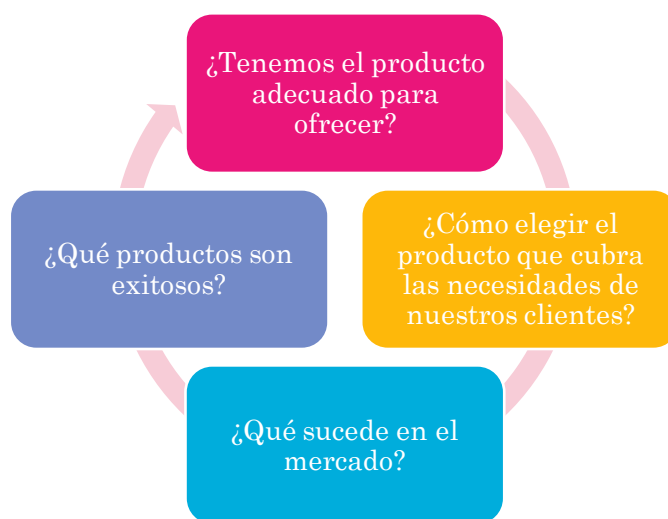 ¿Tenemos el producto
adecuado para
ofrecer?
¿Cómo elegir el
producto que cubra
las necesidades de
nuestros clientes?
¿Qué sucede en el
mercado?
¿Qué productos son
exitosos?